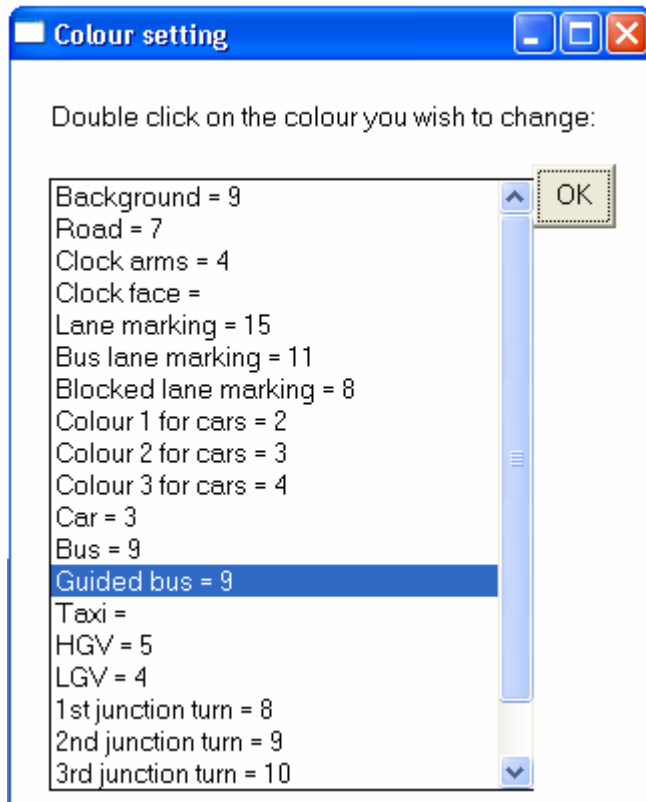 Colour setting
Double click on the colour you wish to change:
OK
Background = 9
Road = 7
Clock arms = 4
Clock face =
Lane marking = 15
Bus lane marking = 11
Blocked lane marking = 8
Colour 1 for cars = 2
Colour 2 for cars = 3
Colour 3 for cars = 4
Car = 3
Bus = 9
Guided bus = 9
Taxi =
HGV = 5
LGV = 4
1st junction turn = 8
2nd junction turn = 9
3rd junction turn = 10